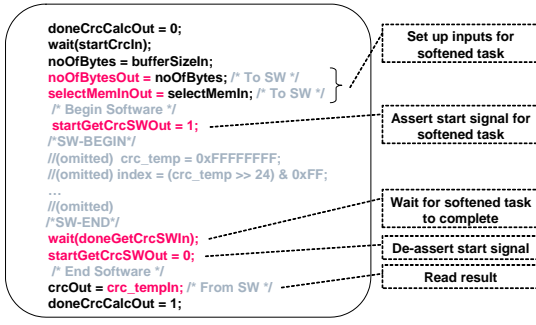 doneCrcCalcOut = 0;
wait(startCrcIn);
noOfBytes = bufferSizeIn;
noOfBytesOut = noOfBytes; /* To SW */
selectMemInOut = selectMemIn; /* To SW */
/* Begin Software */
startGetCrcSWOut = 1;
/*SW-BEGIN*/
//(omitted) crc_temp = 0xFFFFFFFF;
//(omitted) index = (crc_temp >> 24) & 0xFF;
...
//(omitted)
/*SW-END*/
wait(doneGetCrcSWIn);
startGetCrcSWOut = 0;
/* End Software */
crcOut = crc_tempIn; /* From SW */
doneCrcCalcOut = 1;
Set up inputs for
softened task
Assert start signal for
softened task
Wait for softened task
to complete
De-assert start signal
Read result